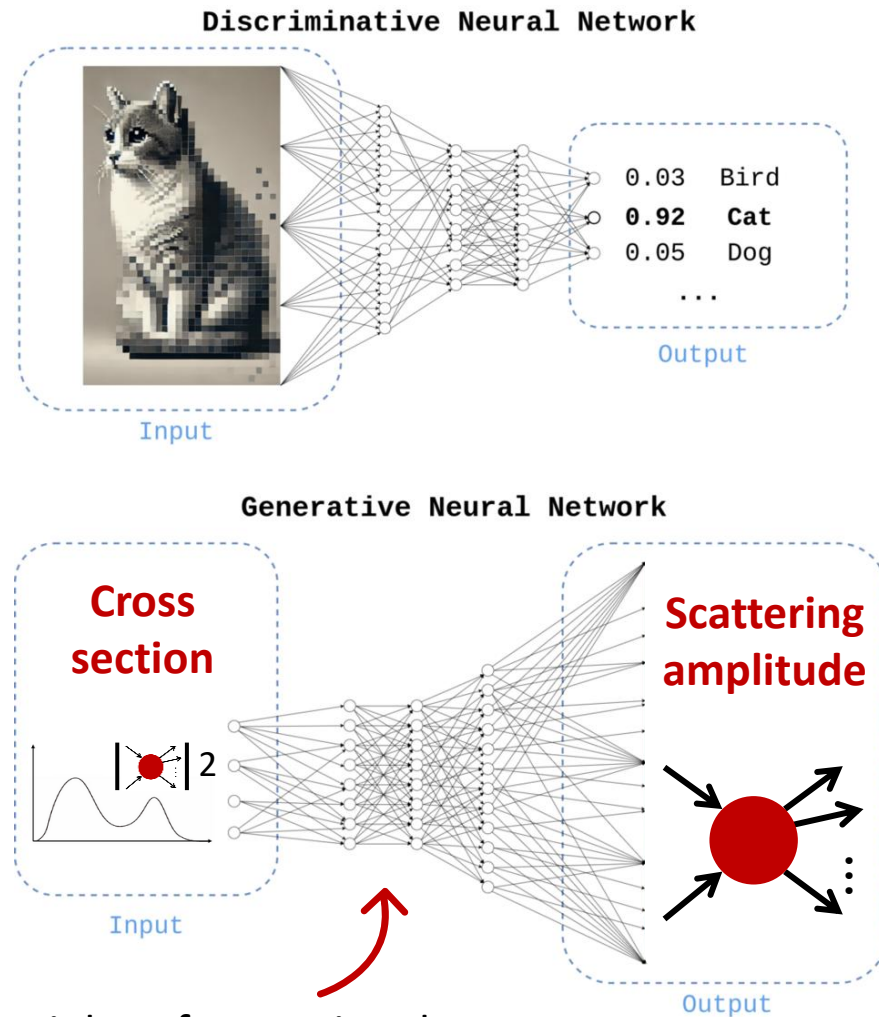 Discriminative Neural Network
0.03 Bird
0.92 Cat
0.05 Dog
...
Output
Input
Generative Neural Network
Cross
section
2
Scattering
amplitude
Input
Output